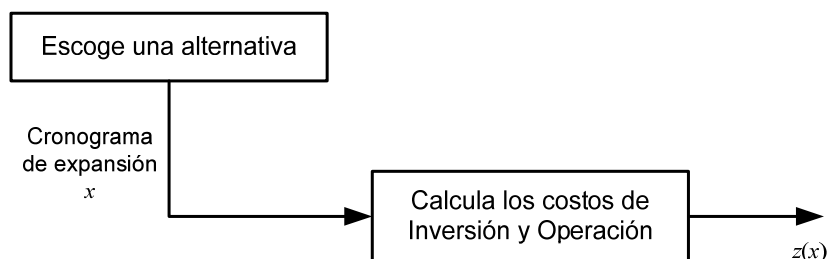 Escoge una alternativa
Cronograma
de expansión
x
Calcula los costos de
Inversión y Operación
z(x)